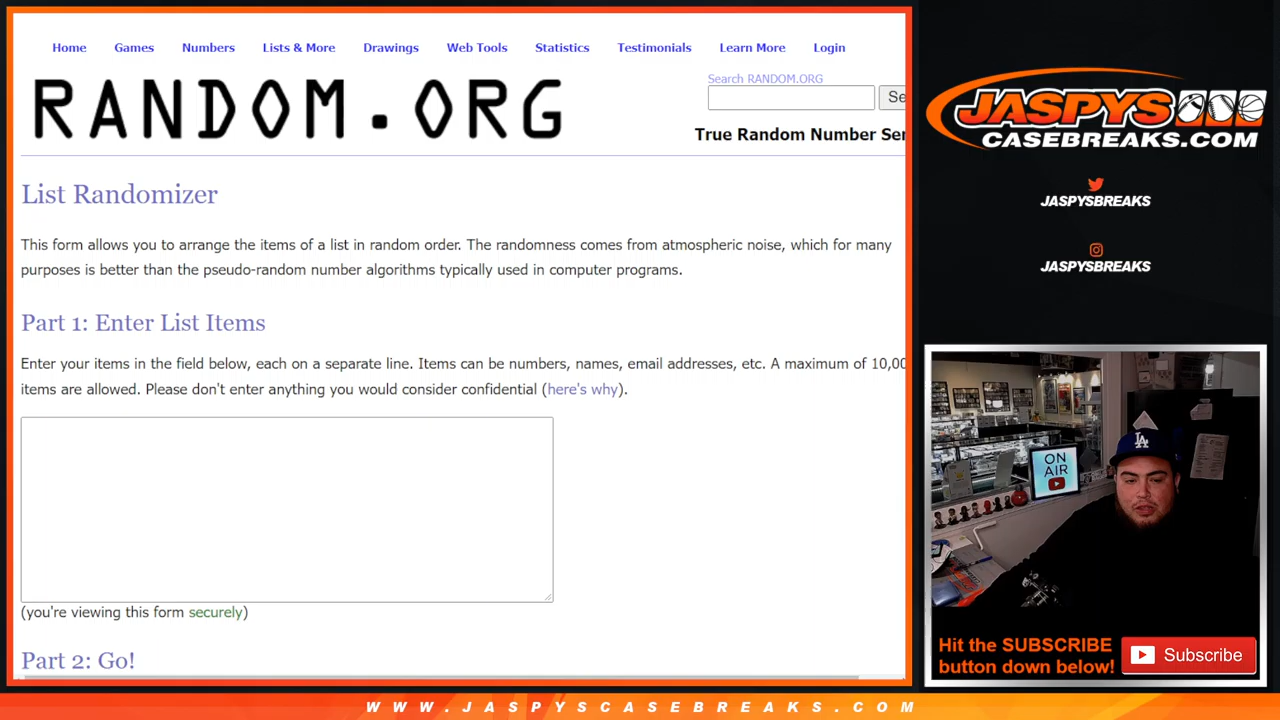 Home Games Numbers Lists & More Drawings Web Tools Statistics Testimonials Learn More Login
RANDOM.ORG
Search RANDOM.ORG
Se
True Random Number Ser
List Randomizer
This form allows you to arrange the items of a list in random order. The randomness comes from atmospheric noise, which for many
purposes is better than the pseudo-random number algorithms typically used in computer programs.
Part 1: Enter List Items
Enter your items in the field below, each on a separate line. Items can be numbers, names, email addresses, etc. A maximum of 10,00
items are allowed. Please don't enter anything you would consider confidential (here's why).
(you're viewing this form securely)
Part 2: Go!
JASPYS
CASEBREAKS.COM
JASPYSBREAKS
JASPYSBREAKS
LA
ON
AIR
Hit the SUBSCRIBE
button down below!
Subscribe
WWW.JASPYSCASEBREAKS.COM